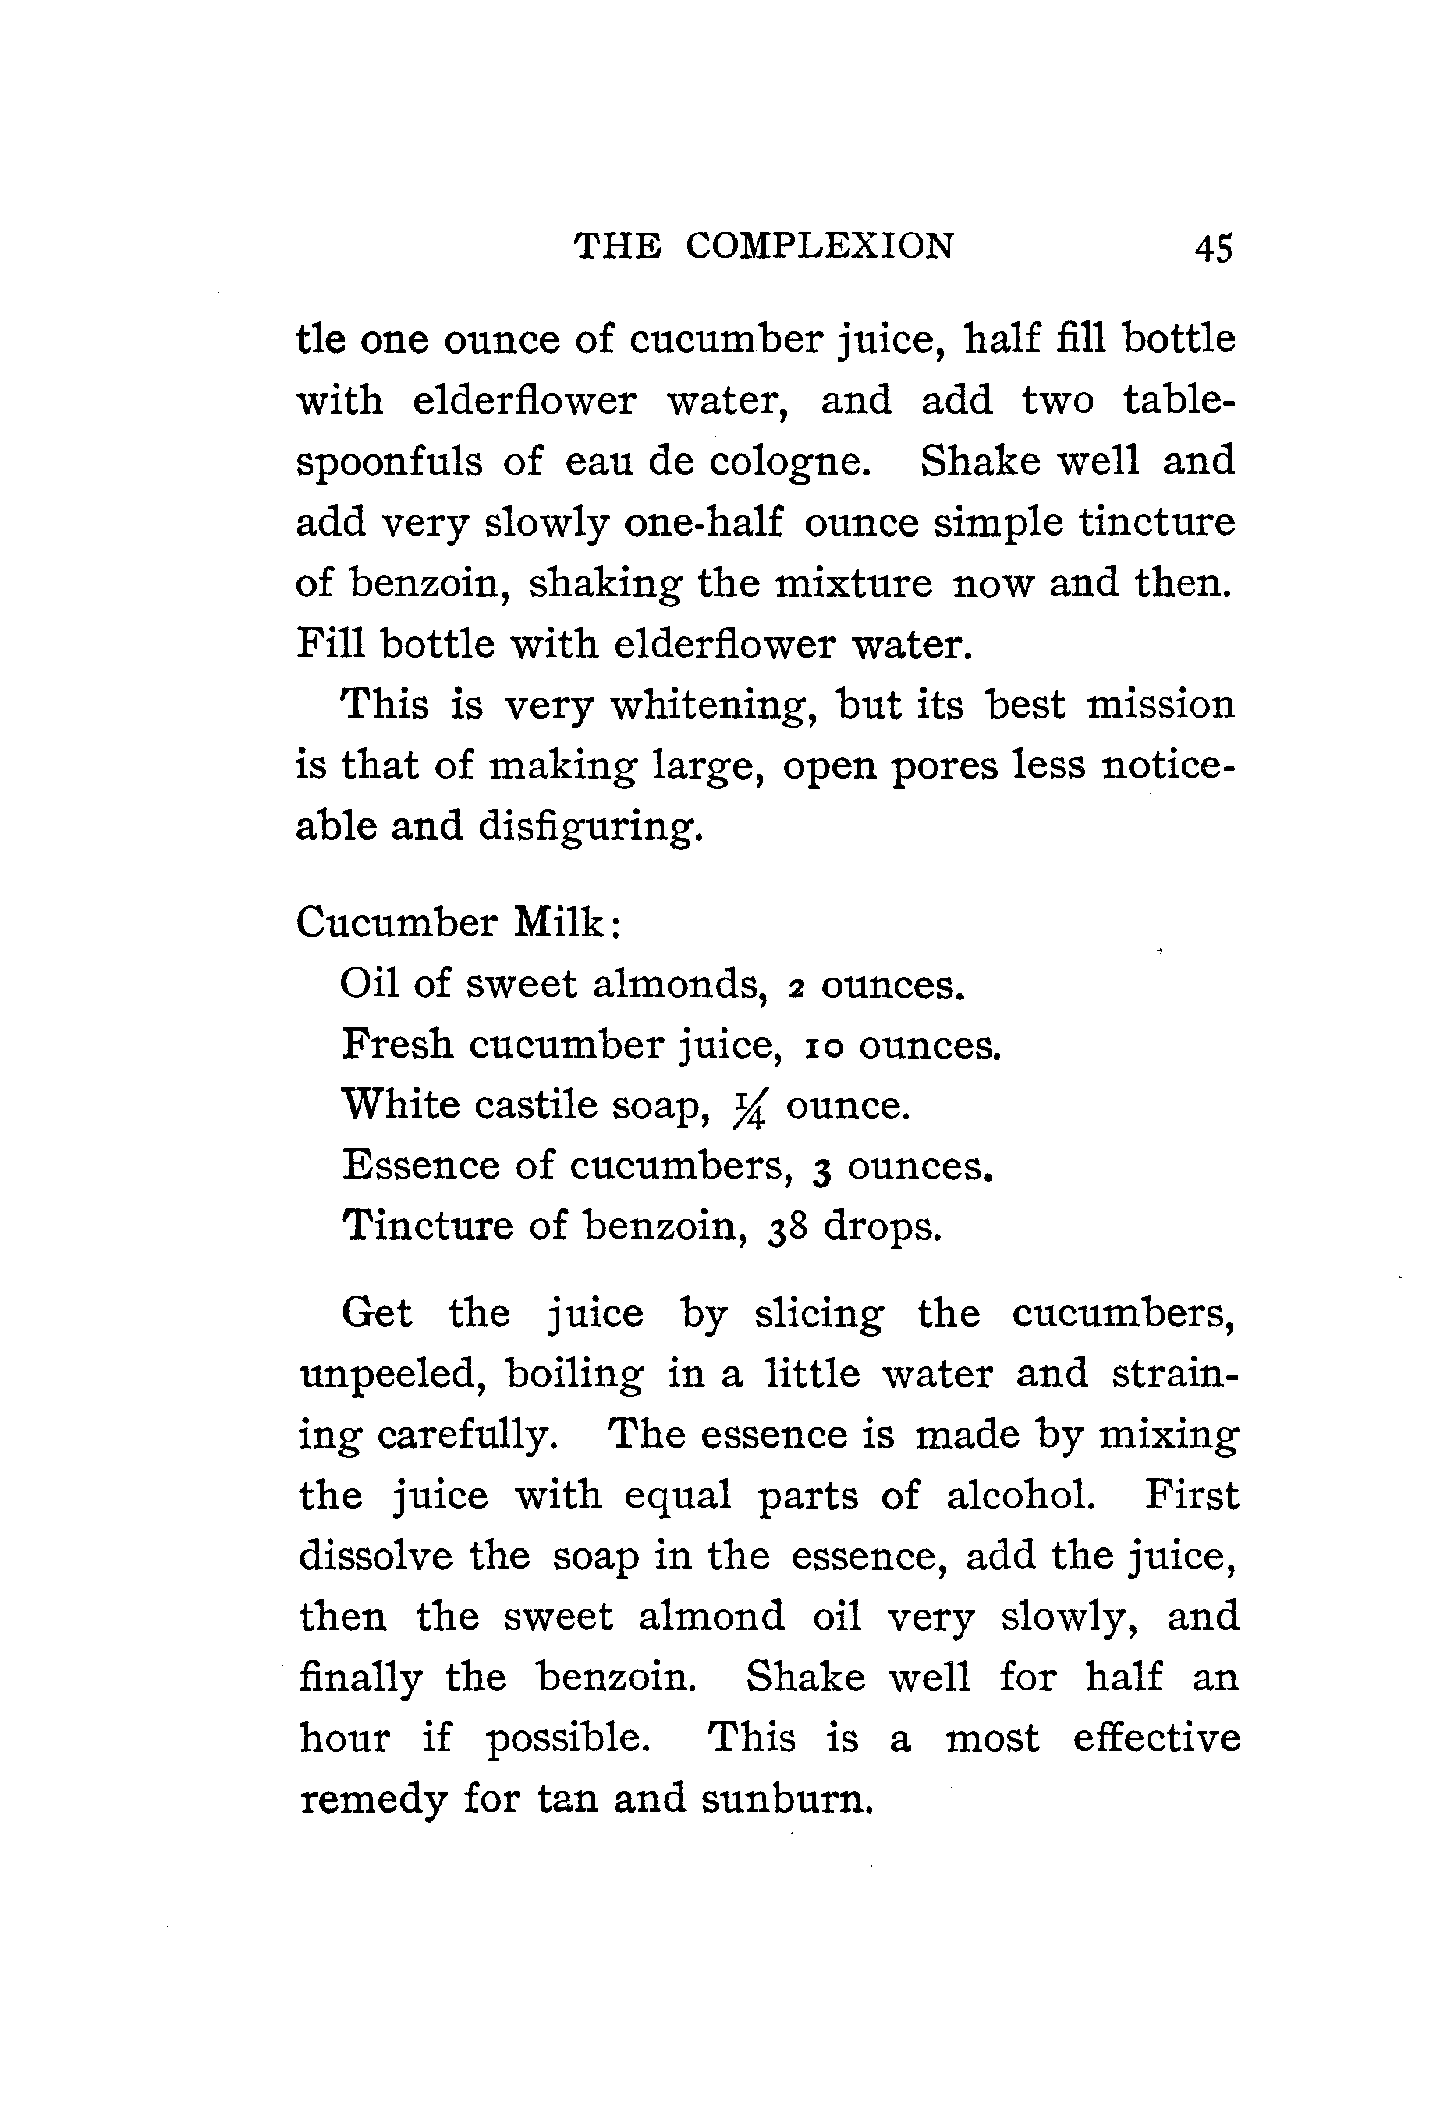 THE COMPLEXION 45
tle one ounce of cucumber juice, half fill bottle
with elderflower water, and add two table-
spoonfuls of eau de cologne. Shake well and
add very slowly one-half ounce simple tincture
of benzoin, shaking the mixture now and then.
Fill bottle with elderflower water.
This is very whitening, but its best mission
is that of making large, open pores less notice-
able and disfiguring.
Cucumber Milk:
Oil of sweet almonds, 2 ounces.
Fresh cucumber juice, 10 ounces.
White castile soap, ¼ ounce.
Essence of cucumbers, 3 ounces.
Tincture of benzoin, 38 drops.
Get the juice by slicing the cucumbers,
unpeeled, boiling in a little water and strain-
ing carefully. The essence is made by mixing
the juice with equal parts of alcohol. First
dissolve the soap in the essence, add the juice,
then the sweet almond oil very slowly, and
finally the benzoin. Shake well for half an
hour if possible. This is a most effective
remedy for tan and sunburn.